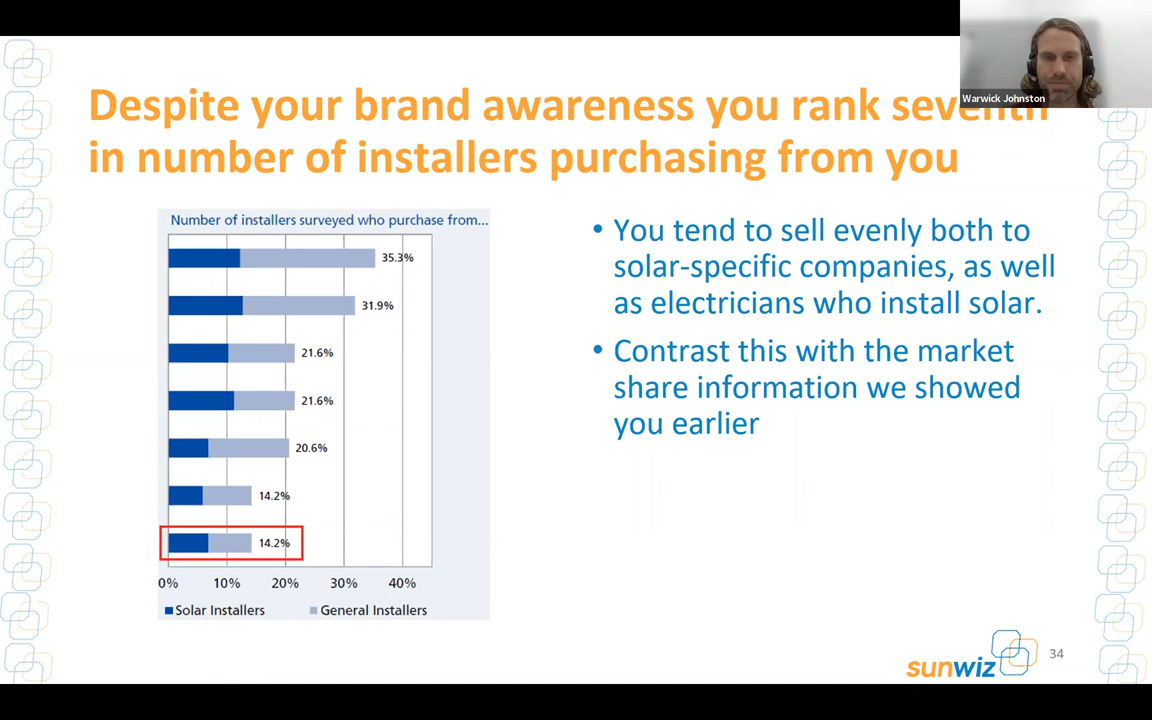 Warwick Johnston
Despite your brand awareness you rank seventh
in number of installers purchasing from you
Number of installers surveyed who purchase from...
35.3%
31.9%
21.6%
21.6%
20.6%
14.2%
14.2%
0% 10% 20% 30% 40%
Solar Installers General Installers
• You tend to sell evenly both to
solar-specific companies, as well
as electricians who install solar.
• Contrast this with the market
share information we showed
you earlier
sunwiz
34